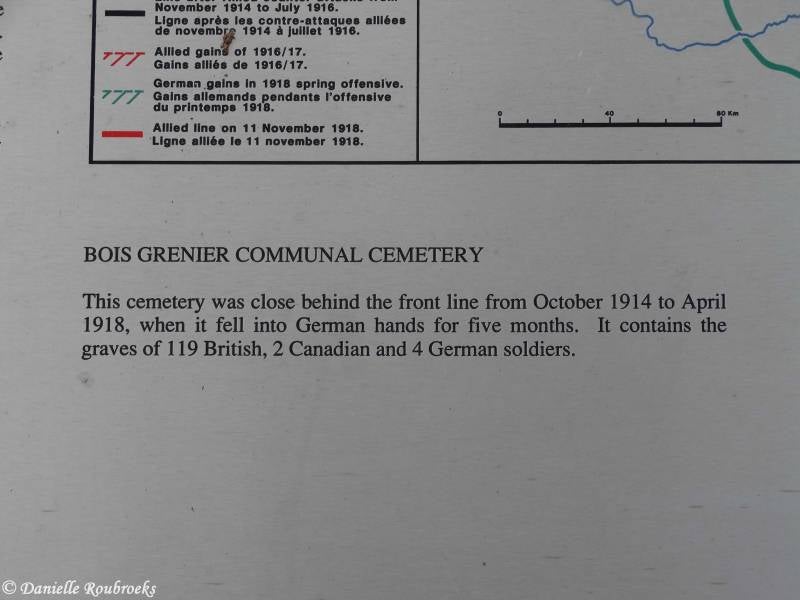 November 1914 to July 1916.
Ligne après les contre-attaques alliées
de novembre 1914 à juillet 1916.
Allied gains of 1916/17.
Gains alliés de 1916/17.
German gains in 1918 spring offensive.
Gains allemands pendants l'offensive
du printemps 1918.
Allied line on 11 November 1918.
Ligne alliée le 11 november 1918.
0 40 80 Km
BOIS GRENIER COMMUNAL CEMETERY
This cemetery was close behind the front line from October 1914 to April
1918, when it fell into German hands for five months. It contains the
graves of 119 British, 2 Canadian and 4 German soldiers.
© Danielle Roubroeks